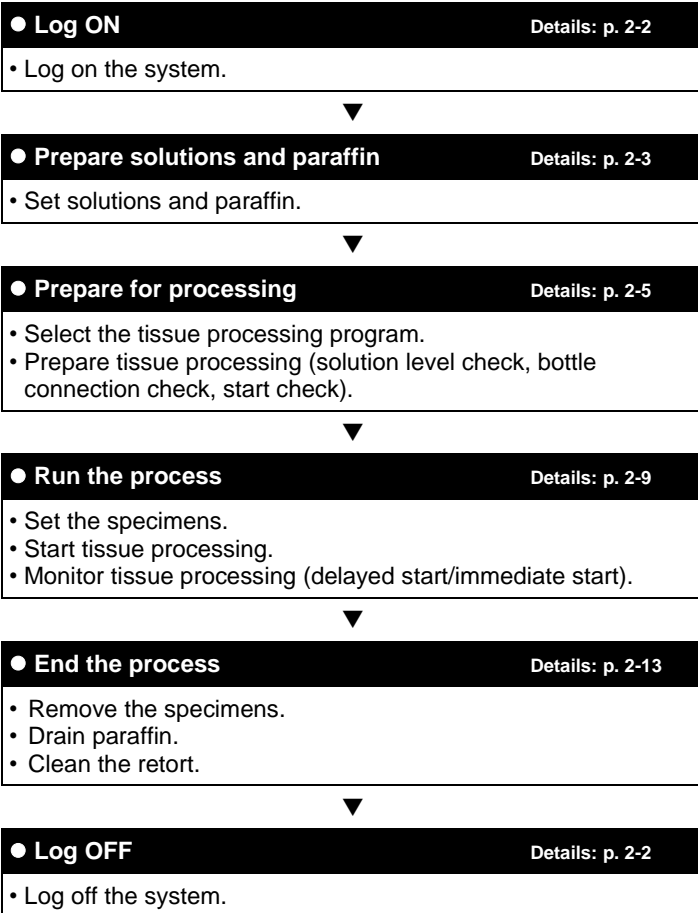 ● Log ON Details: p. 2-2
• Log on the system.
▼
● Prepare solutions and paraffin Details: p. 2-3
• Set solutions and paraffin.
▼
● Prepare for processing Details: p. 2-5
• Select the tissue processing program.
• Prepare tissue processing (solution level check, bottle
connection check, start check).
▼
● Run the process Details: p. 2-9
• Set the specimens.
• Start tissue processing.
• Monitor tissue processing (delayed start/immediate start).
▼
● End the process Details: p. 2-13
• Remove the specimens.
• Drain paraffin.
• Clean the retort.
▼
● Log OFF Details: p. 2-2
• Log off the system.